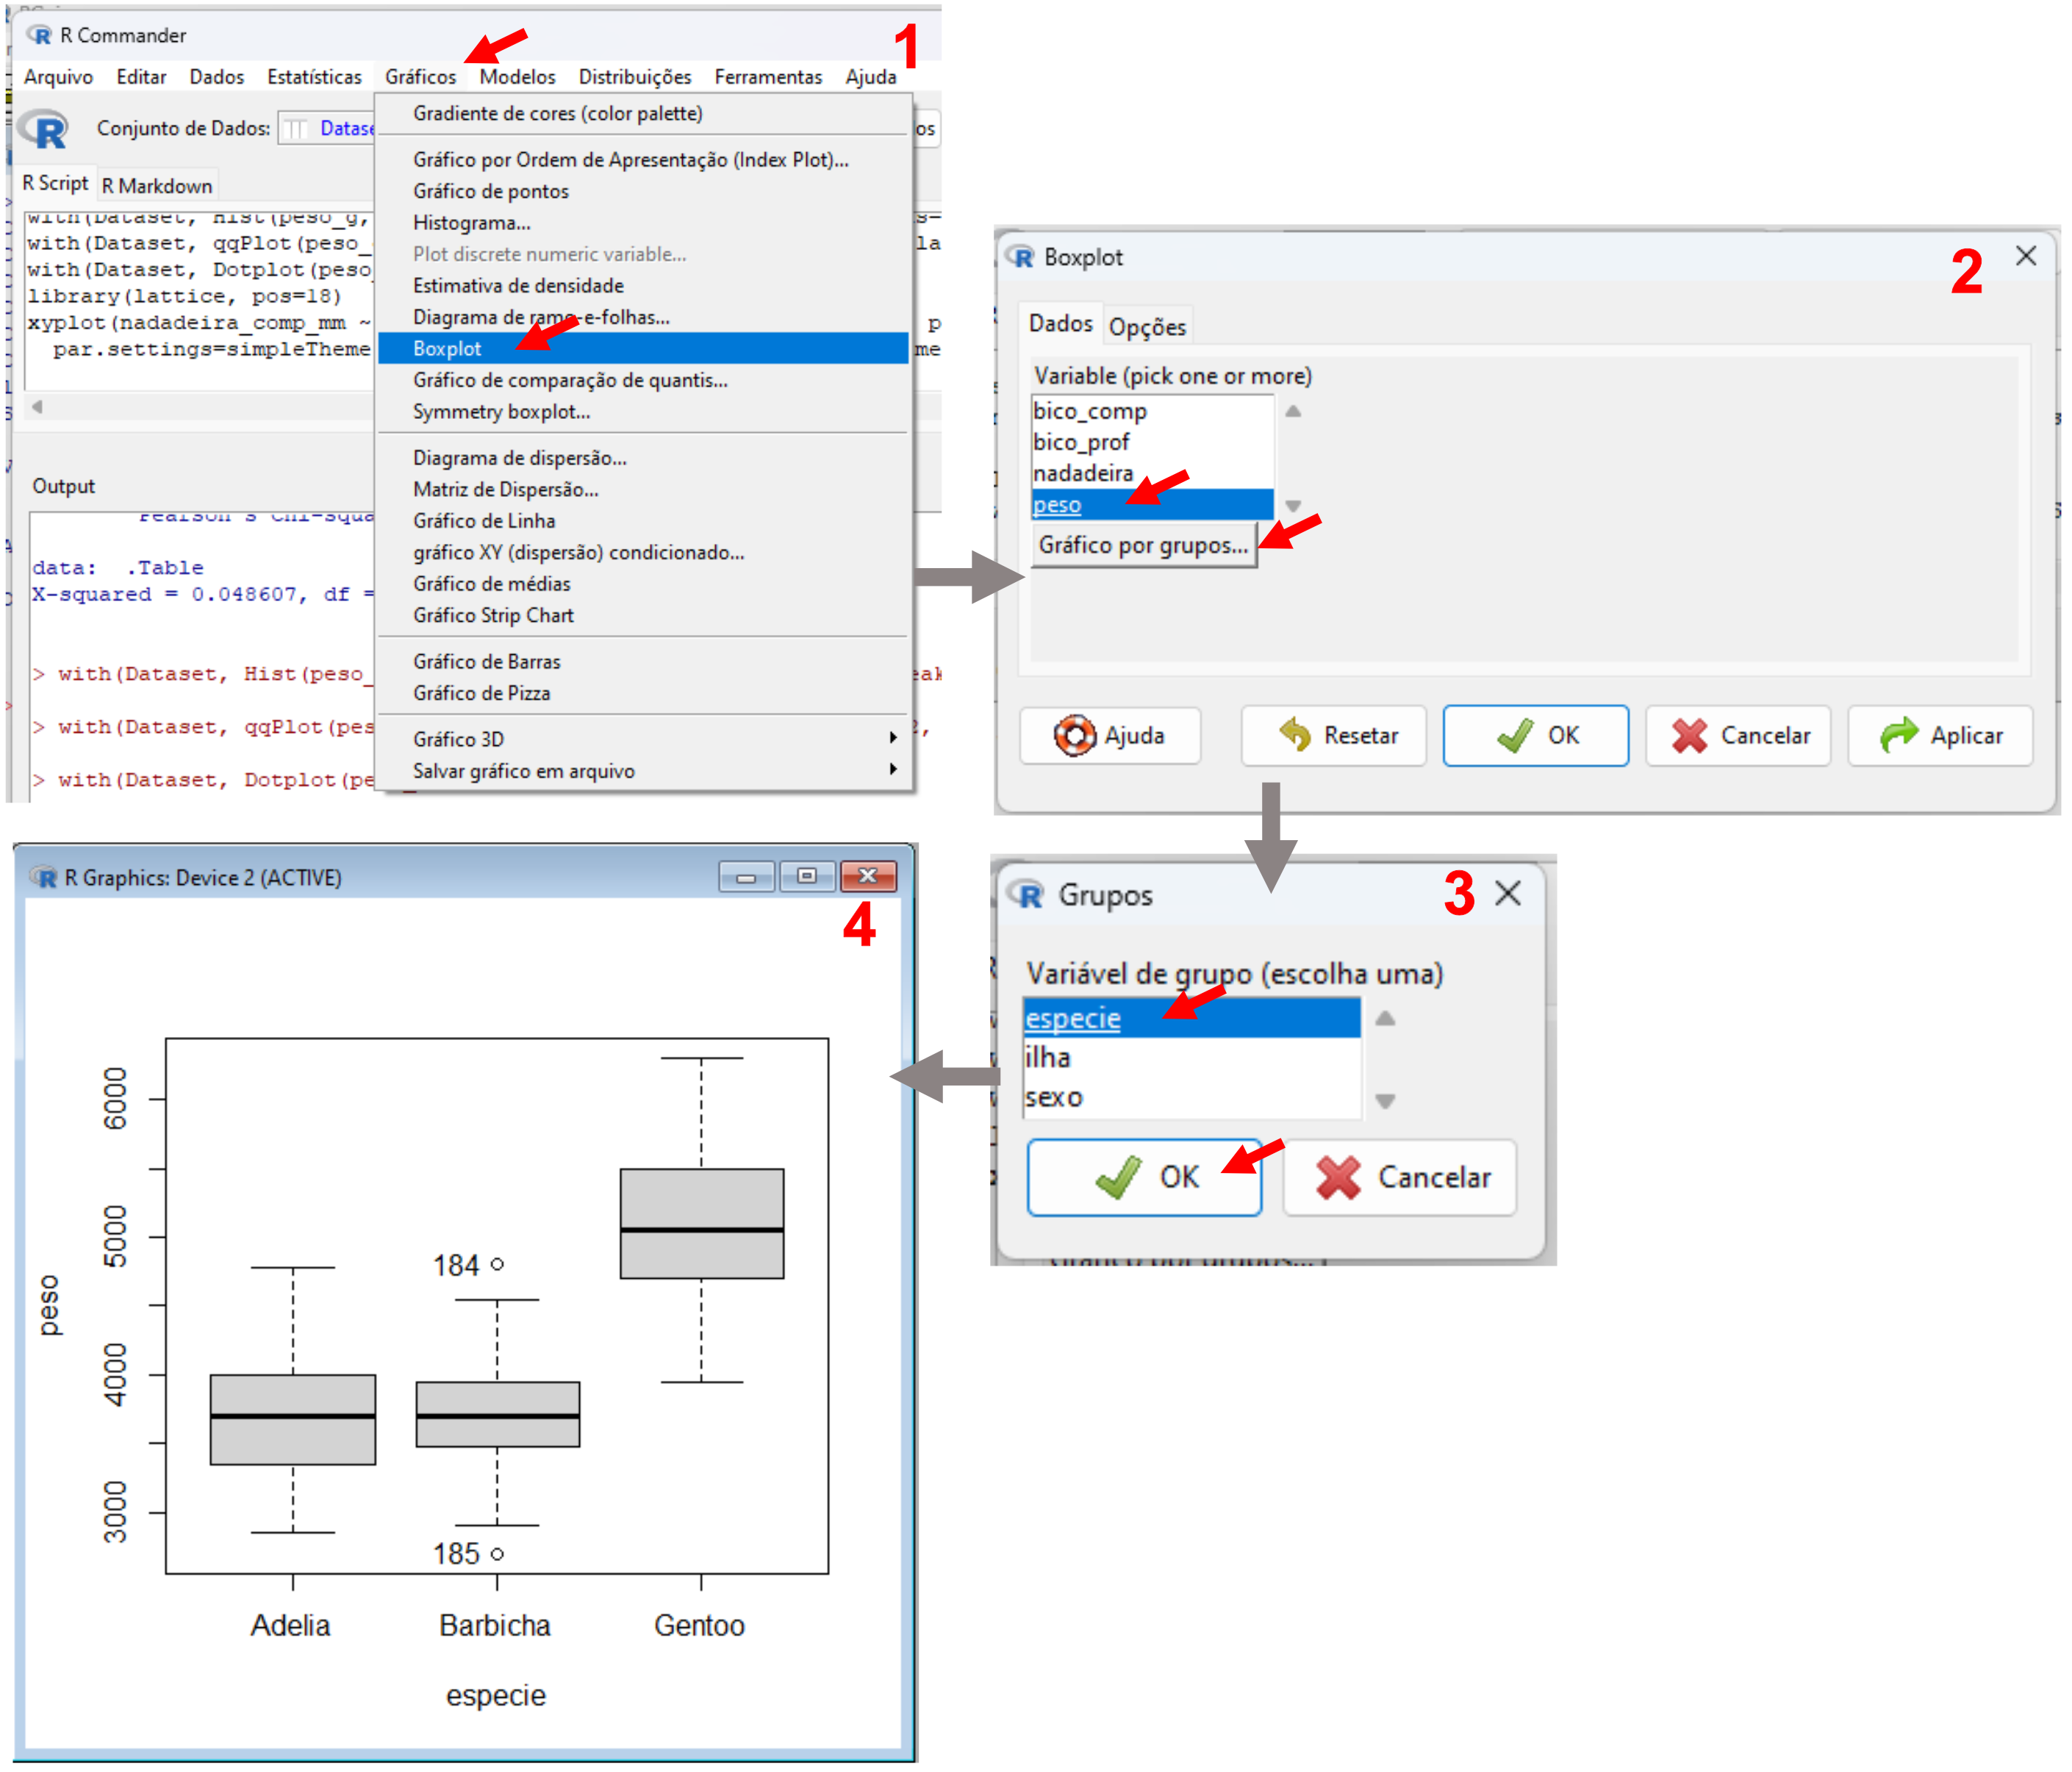 R Commander
1
Arquivo Editar Dados Estatísticas Gráficos Modelos Distribuições Ferramentas Ajuda
Conjunto de Dados:
Gradiente de cores (color palette)
Gráfico por Ordem de Apresentação (Index Plot)...
Gráfico de pontos
Histograma...
Plot discrete numeric variable...
Estimativa de densidade
Diagrama de ramo-e-folhas...
Boxplot
Gráfico de comparação de quantis...
Symmetry boxplot...
Diagrama de dispersão...
Matriz de Dispersão...
Gráfico de Linha
gráfico XY (dispersão) condicionado...
Gráfico de médias
Gráfico Strip Chart
Gráfico de Barras
Gráfico de Pizza
Gráfico 3D
Salvar gráfico em arquivo
R Script R Markdown
with(Dataset, Hist(peso_g,
with(Dataset, qqPlot(peso_
with(Dataset, Dotplot(peso_
library(lattice, pos=18)
xyplot(nadadeira_comp_mm ~
par.settings=simpleTheme
Output
Pearson's Chi-squa
data: .Table
X-squared = 0.048607, df =
> with(Dataset, Hist(peso_
> with(Dataset, qqPlot(pes
> with(Dataset, Dotplot(pe
Boxplot
2
Dados Opções
Variable (pick one or more)
bico_comp
bico_prof
nadadeira
peso
Gráfico por grupos...
Ajuda Resetar OK Cancelar Aplicar
Grupos
3
Variável de grupo (escolha uma)
especie
ilha
sexo
OK Cancelar
Gráfico por grupos...
R Graphics: Device 2 (ACTIVE)
4
peso
6000
5000
4000
3000
184
185
Adelia Barbicha Gentoo
especie